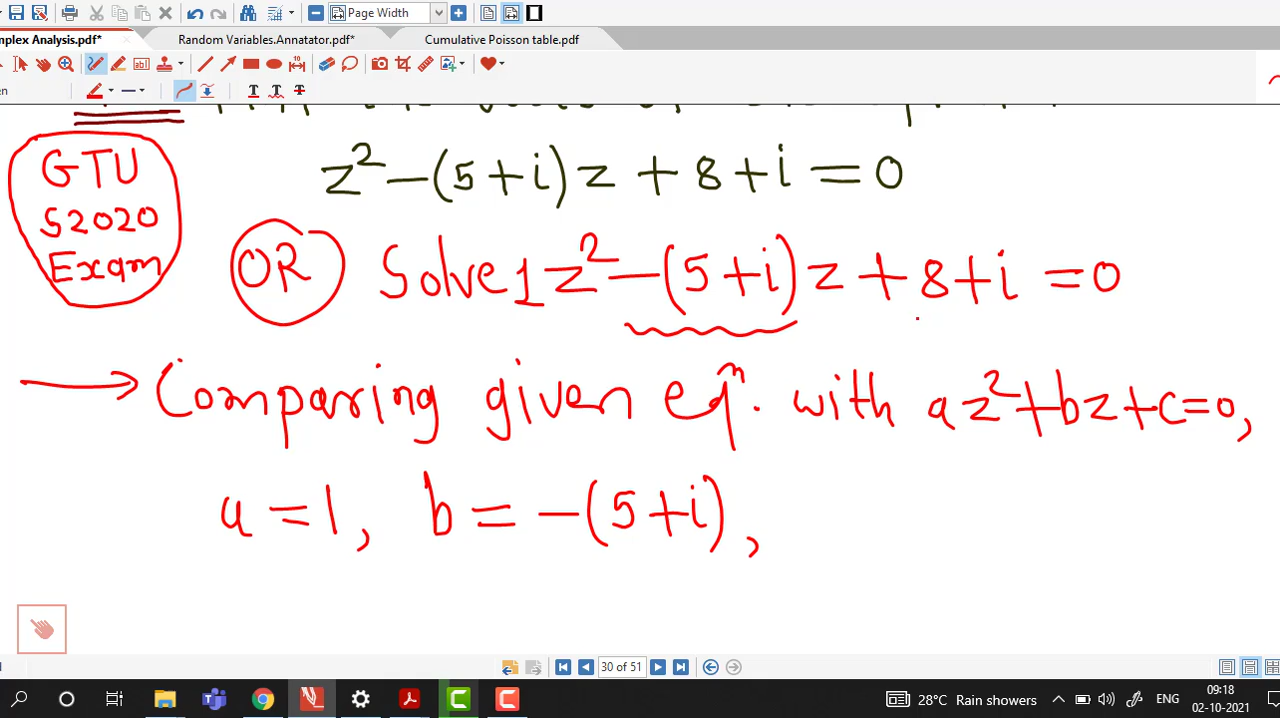 Page Width
mplex Analysis.pdf*
Random Variables.Annatator.pdf*
Cumulative Poisson table.pdf
GTU
S2020
Exam
z²-(5+i)z+8+i=0
OR Solve 1z²-(5+i)z+8+i=0
Comparing given eqⁿ. with az²+bz+c=0,
a=1, b=-(5+i),
30 of 51
28°C Rain showers
ENG
09:18
02-10-2021